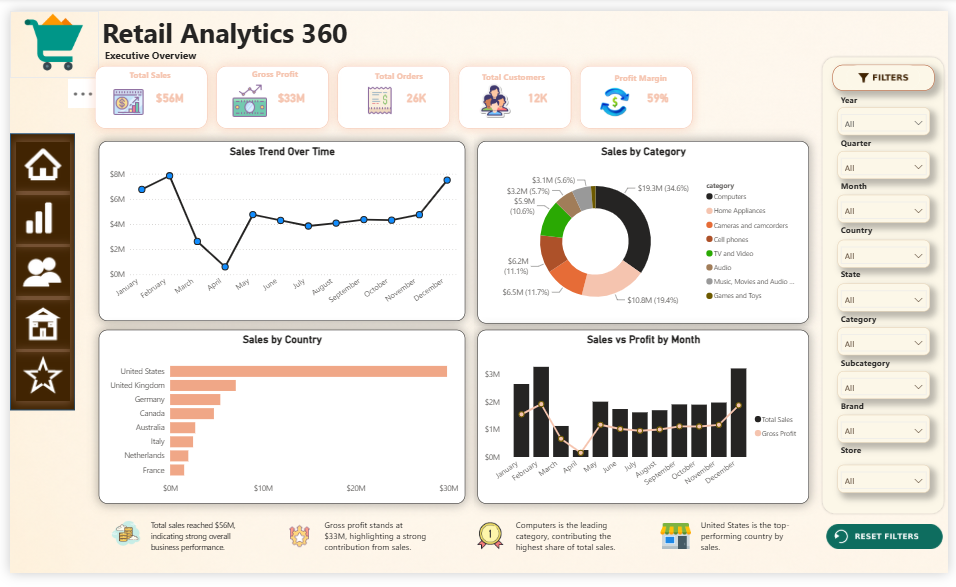 Retail Analytics 360
Executive Overview
Total Sales
$56M
Gross Profit
$33M
Total Orders
26K
Total Customers
12K
Profit Margin
59%
FILTERS
Year
All
Quarter
All
Month
All
Country
All
State
All
Category
All
Subcategory
All
Brand
All
Store
All
RESET FILTERS
Sales Trend Over Time
$8M
$6M
$4M
$2M
$0M
January
February
March
April
May
June
July
August
September
October
November
December
Sales by Category
$3.1M (5.6%)
$3.2M (5.7%)
$5.9M
(10.6%)
$6.2M
(11.1%)
$6.5M (11.7%)
$19.3M (34.6%)
$10.8M (19.4%)
category
Computers
Home Appliances
Cameras and camcorders
Cell phones
TV and Video
Audio
Music, Movies and Audio ...
Games and Toys
Sales by Country
United States
United Kingdom
Germany
Canada
Australia
Italy
Netherlands
France
$0M
$10M
$20M
$30M
Sales vs Profit by Month
$3M
$2M
$1M
$0M
January
February
March
April
May
June
July
August
September
October
November
December
Total Sales
Gross Profit
Total sales reached $56M,
indicating strong overall
business performance.
Gross profit stands at
$33M, highlighting a strong
contribution from sales.
1
Computers is the leading
category, contributing the
highest share of total sales.
United States is the top-
performing country by
sales.